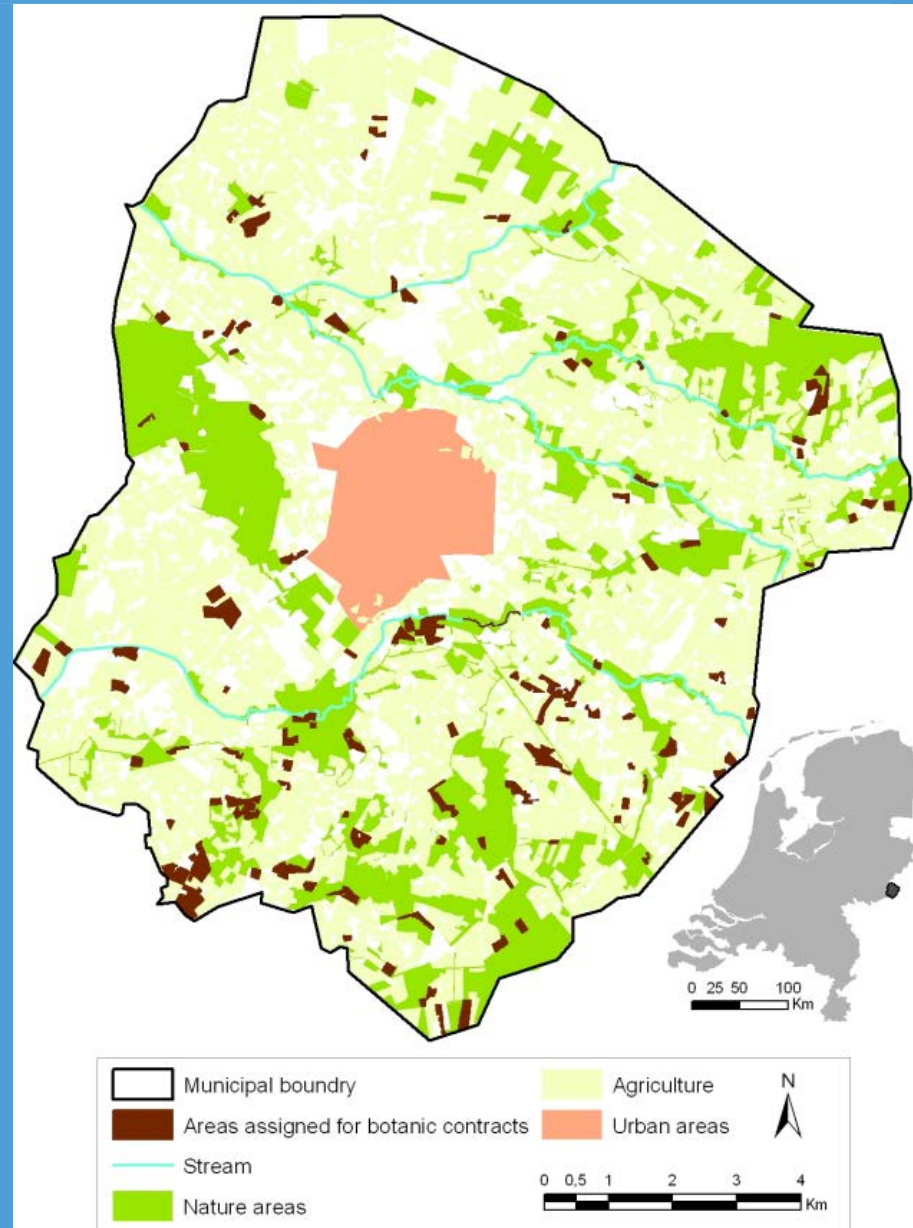 0 25 50 100
Km
Municipal boundry
Areas assigned for botanic contracts
Stream
Nature areas
Agriculture
Urban areas
N
0 0,5 1 2 3 4
Km